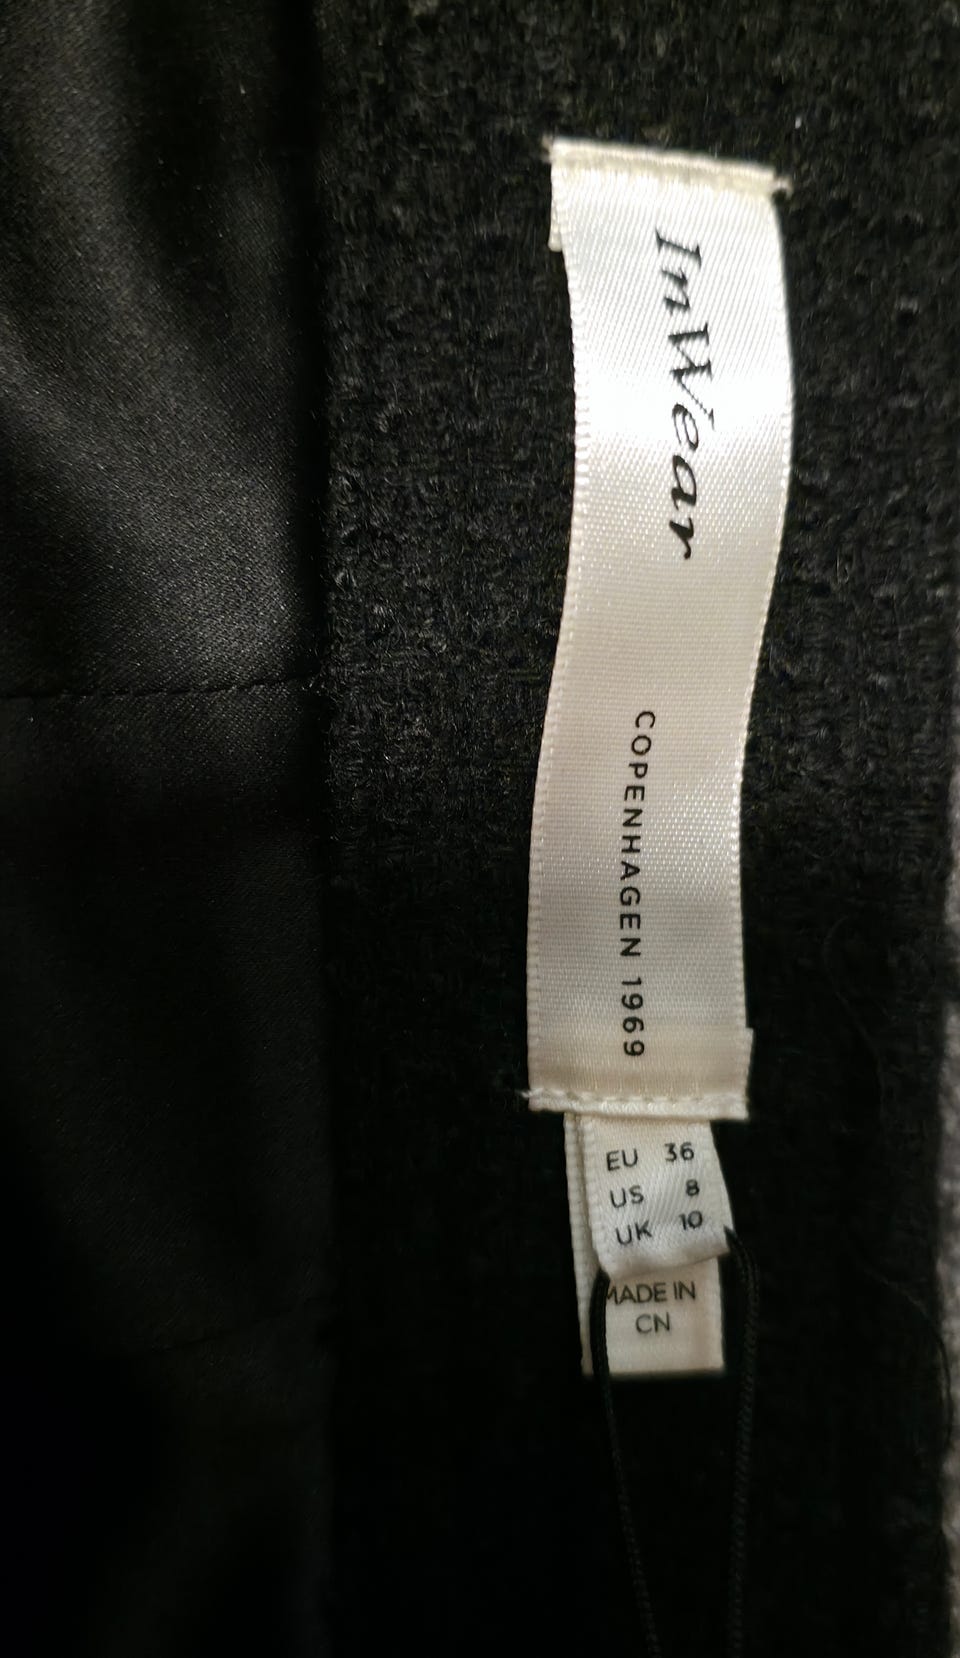 InWear
COPENHAGEN 1969
EU 36
US 8
UK 10
MADE IN
CN